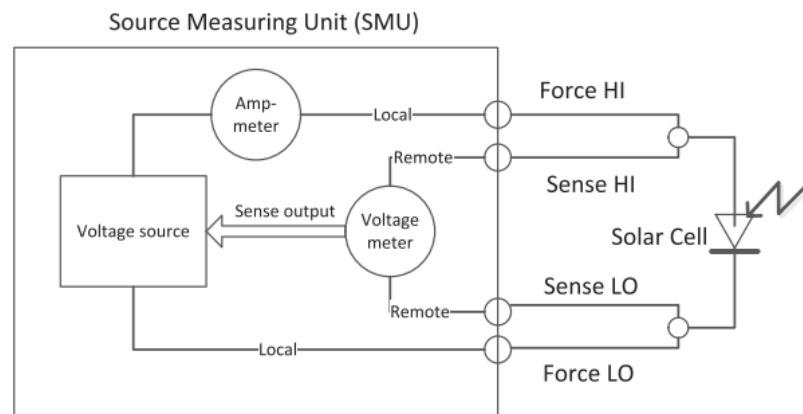 Source Measuring Unit (SMU)
Amp-
meter
Local
Force HI
Remote
Sense HI
Voltage source
Sense output
Voltage
meter
Solar Cell
Sense LO
Remote
Local
Force LO